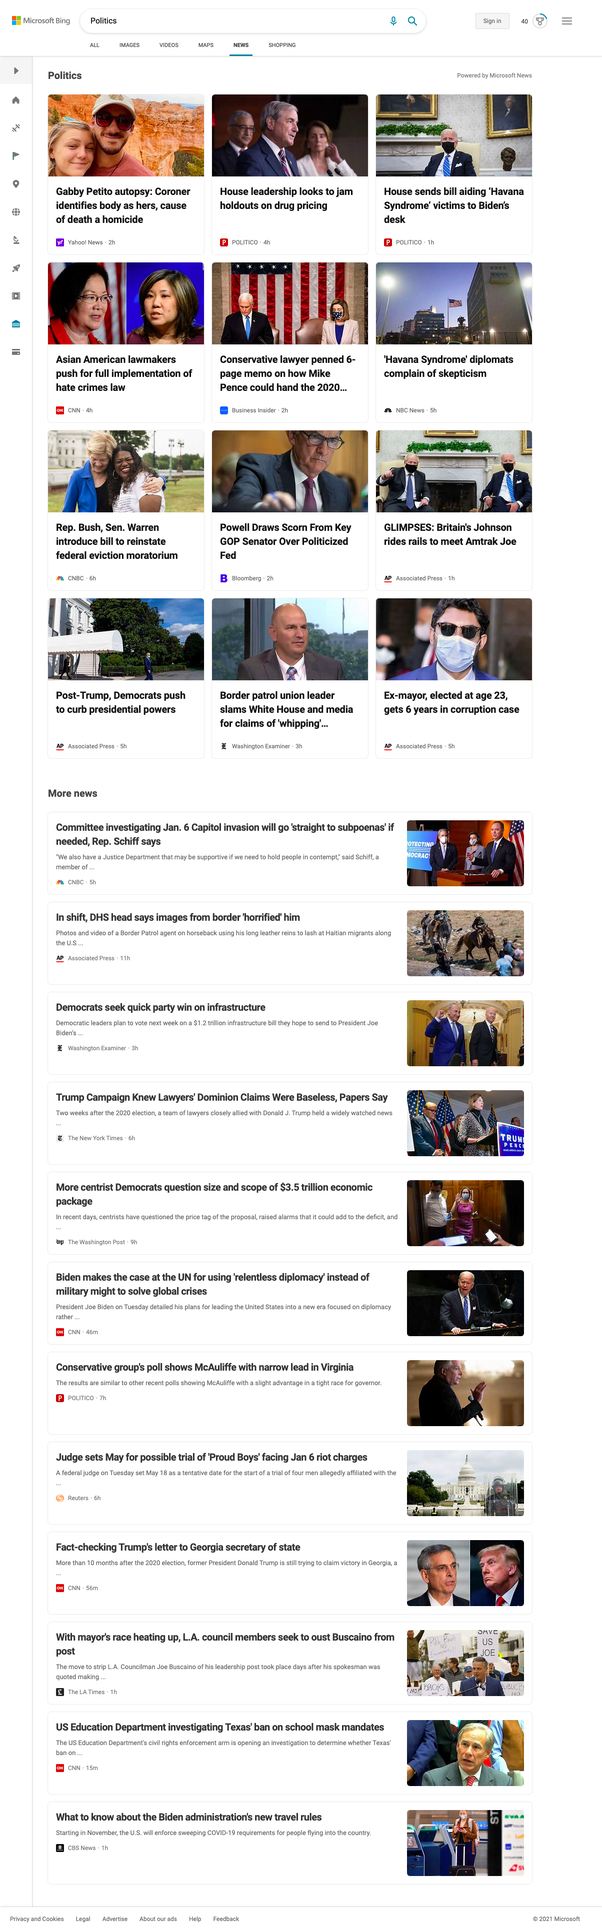 Microsoft Bing
Politics
Sign in
40
ALL
IMAGES
VIDEOS
MAPS
NEWS
SHOPPING
Politics
Powered by Microsoft News
Gabby Petito autopsy: Coroner
identifies body as hers, cause
of death a homicide
Yahoo! News · 2h
House leadership looks to jam
holdouts on drug pricing
POLITICO · 4h
House sends bill aiding ‘Havana
Syndrome’ victims to Biden’s
desk
POLITICO · 1h
Asian American lawmakers
push for full implementation of
hate crimes law
CNN · 4h
Conservative lawyer penned 6-
page memo on how Mike
Pence could hand the 2020...
Business Insider · 2h
'Havana Syndrome' diplomats
complain of skepticism
NBC News · 5h
Rep. Bush, Sen. Warren
introduce bill to reinstate
federal eviction moratorium
CNBC · 6h
Powell Draws Scorn From Key
GOP Senator Over Politicized
Fed
Bloomberg · 2h
GLIMPSES: Britain's Johnson
rides rails to meet Amtrak Joe
AP Associated Press · 1h
Post-Trump, Democrats push
to curb presidential powers
AP Associated Press · 5h
Border patrol union leader
slams White House and media
for claims of 'whipping'...
Washington Examiner · 3h
Ex-mayor, elected at age 23,
gets 6 years in corruption case
AP Associated Press · 5h
More news
Committee investigating Jan. 6 Capitol invasion will go 'straight to subpoenas' if
needed, Rep. Schiff says
"We also have a Justice Department that may be supportive if we need to hold people in contempt," said Schiff, a
member of ...
CNBC · 5h
In shift, DHS head says images from border 'horrified' him
Photos and video of a Border Patrol agent on horseback using his long leather reins to lash at Haitian migrants along
the U.S ...
AP Associated Press · 11h
Democrats seek quick party win on infrastructure
Democratic leaders plan to vote next week on a $1.2 trillion infrastructure bill they hope to send to President Joe
Biden's ...
Washington Examiner · 3h
Trump Campaign Knew Lawyers' Dominion Claims Were Baseless, Papers Say
Two weeks after the 2020 election, a team of lawyers closely allied with Donald J. Trump held a widely watched news
...
The New York Times · 6h
TRUM
More centrist Democrats question size and scope of $3.5 trillion economic
package
In recent days, centrists have questioned the price tag of the proposal, raised alarms that it could add to the deficit, and
...
wp The Washington Post · 9h
Biden makes the case at the UN for using 'relentless diplomacy' instead of
military might to solve global crises
President Joe Biden on Tuesday detailed his plans for leading the United States into a new era focused on diplomacy
rather ...
CNN · 46m
Conservative group's poll shows McAuliffe with narrow lead in Virginia
The results are similar to other recent polls showing McAuliffe with a slight advantage in a tight race for governor.
POLITICO · 7h
Judge sets May for possible trial of 'Proud Boys' facing Jan 6 riot charges
A federal judge on Tuesday set May 18 as a tentative date for the start of a trial of four men allegedly affiliated with the
...
Reuters · 6h
Fact-checking Trump's letter to Georgia secretary of state
More than 10 months after the 2020 election, former President Donald Trump is still trying to claim victory in Georgia, a
...
CNN · 56m
With mayor's race heating up, L.A. council members seek to oust Buscaino from
post
The move to strip L.A. Councilman Joe Buscaino of his leadership post took place days after his spokesman was
quoted making ...
The LA Times · 1h
SAVE
US
JOE
US Education Department investigating Texas' ban on school mask mandates
The US Education Department's civil rights enforcement arm is opening an investigation to determine whether Texas'
ban on ...
CNN · 15m
What to know about the Biden administration's new travel rules
Starting in November, the U.S. will enforce sweeping COVID-19 requirements for people flying into the country.
CBS News · 1h
Privacy and Cookies
Legal
Advertise
About our ads
Help
Feedback
© 2021 Microsoft